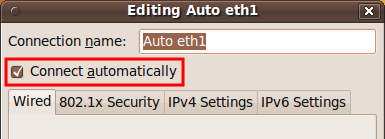 Editing Auto eth1
Connection name: Auto eth1
Connect automatically
Wired 802.1x Security IPv4 Settings IPv6 Settings